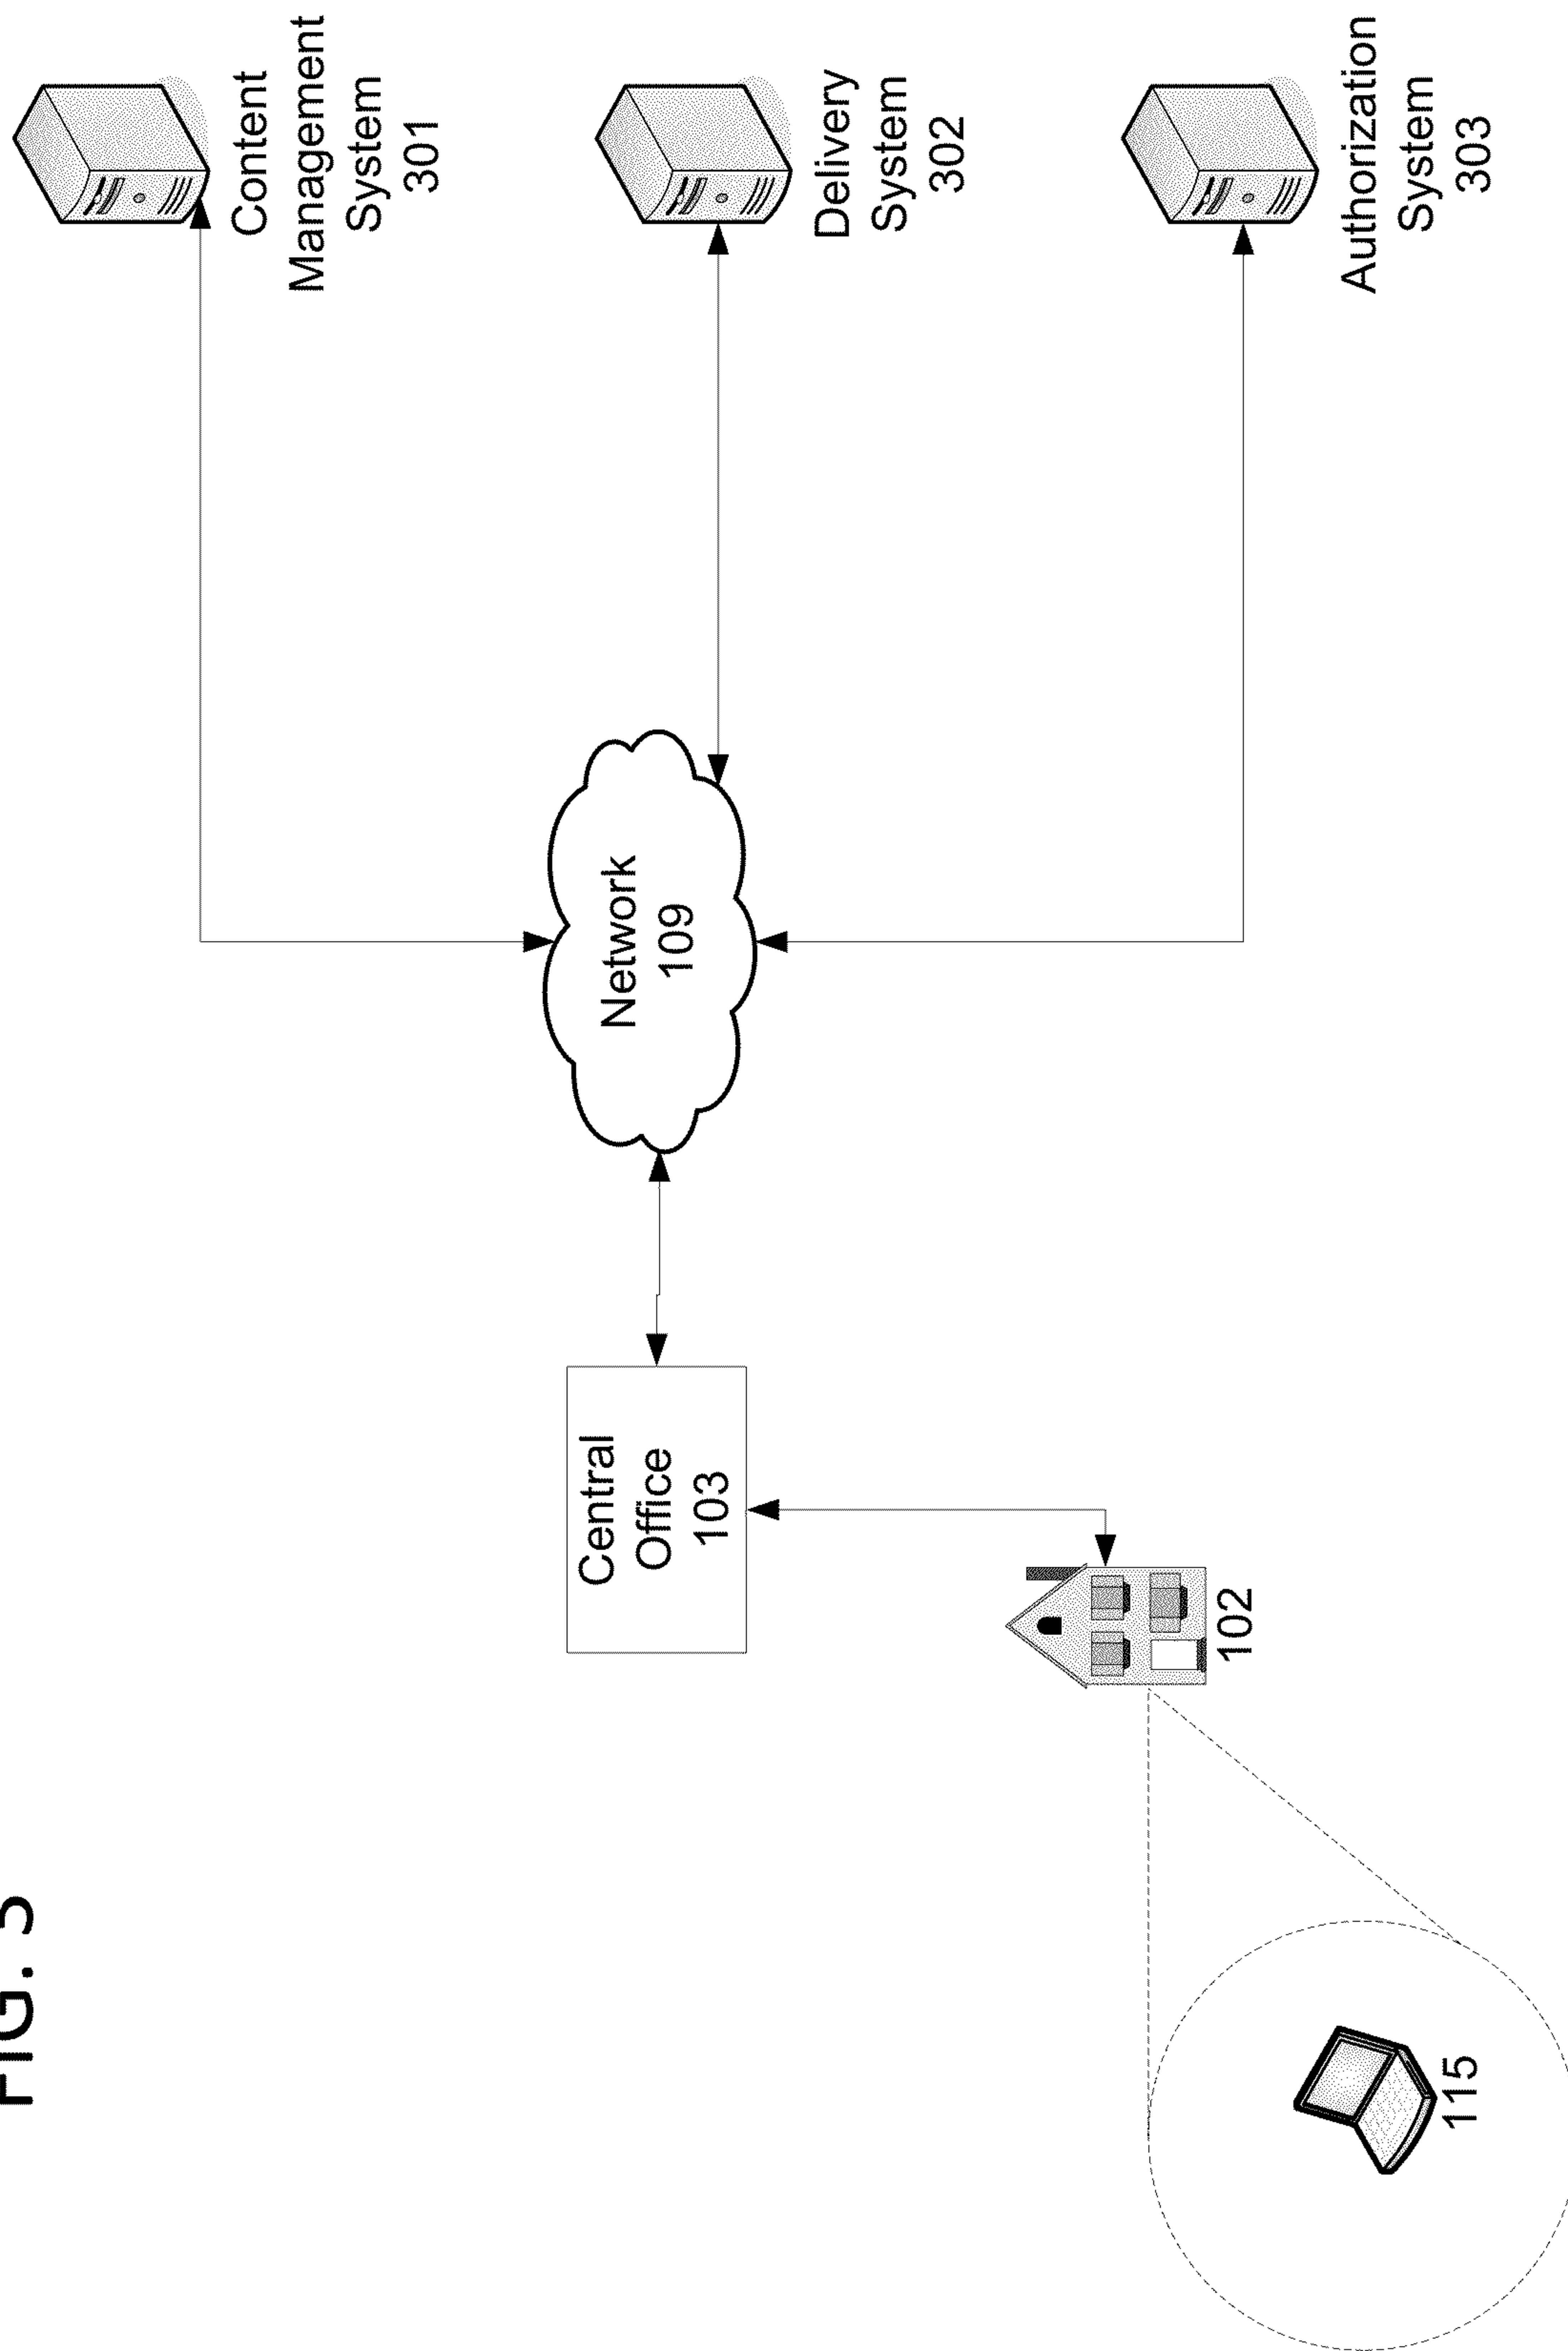 FIG. 3
Content
Management
System
301
Central
Office
103
Network
109
Delivery
System
302
102
Authorization
System
303
115